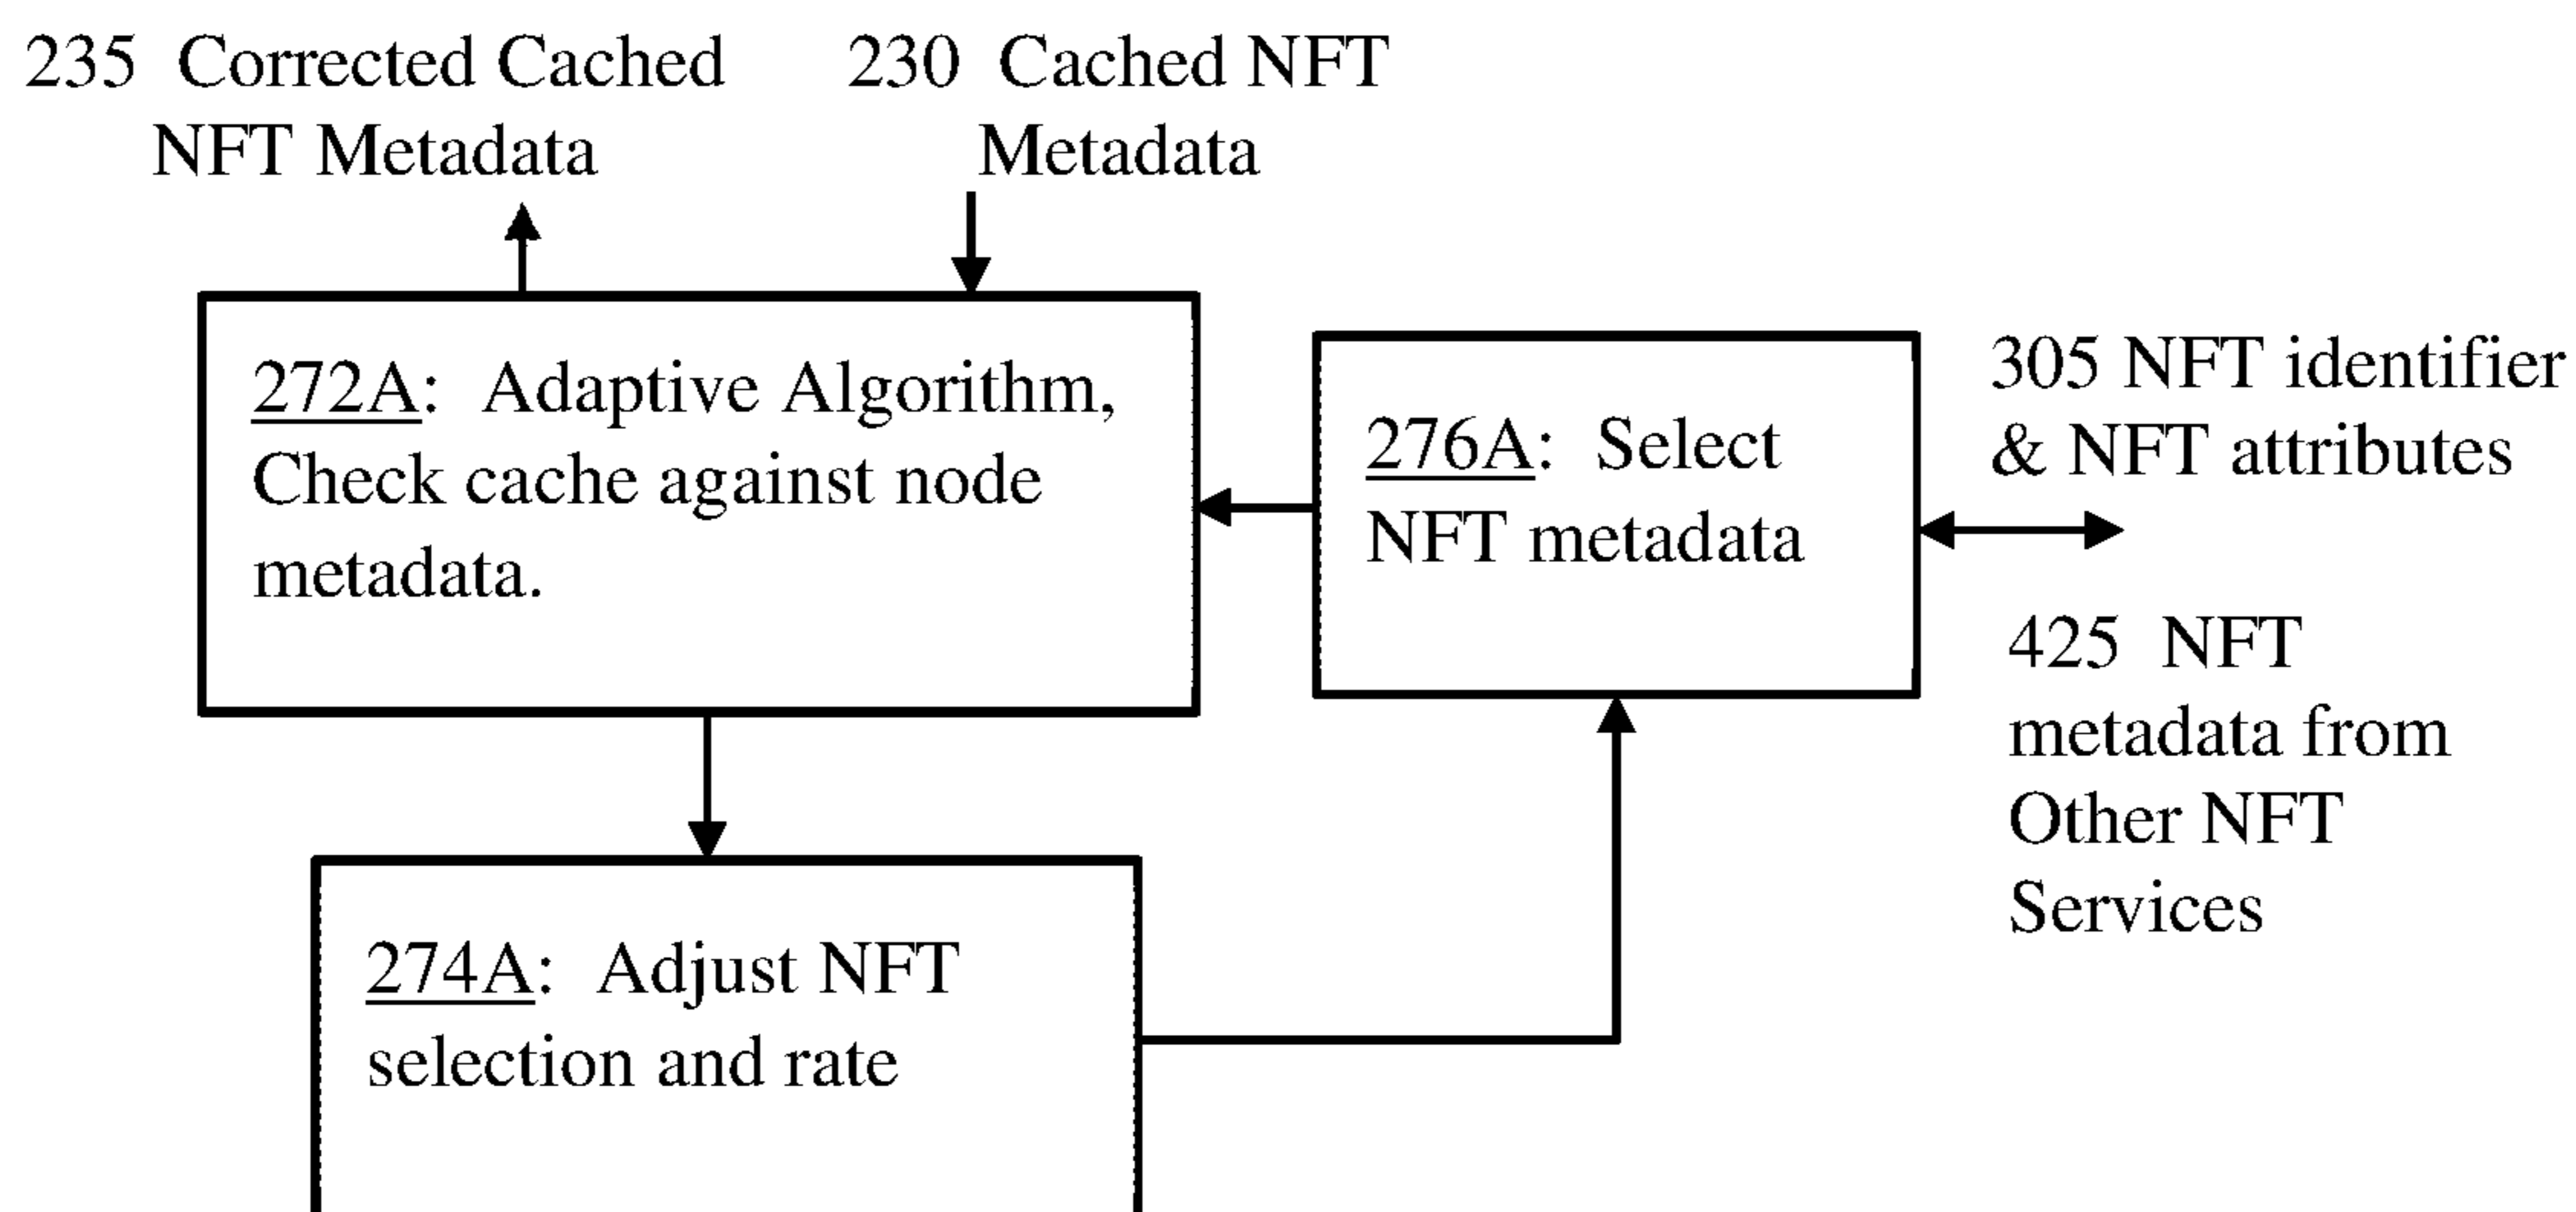 235 Corrected Cached
NFT Metadata
230 Cached NFT
Metadata
272A: Adaptive Algorithm,
Check cache against node
metadata.
276A: Select
NFT metadata
305 NFT identifier
& NFT attributes
425 NFT
metadata from
Other NFT
Services
274A: Adjust NFT
selection and rate